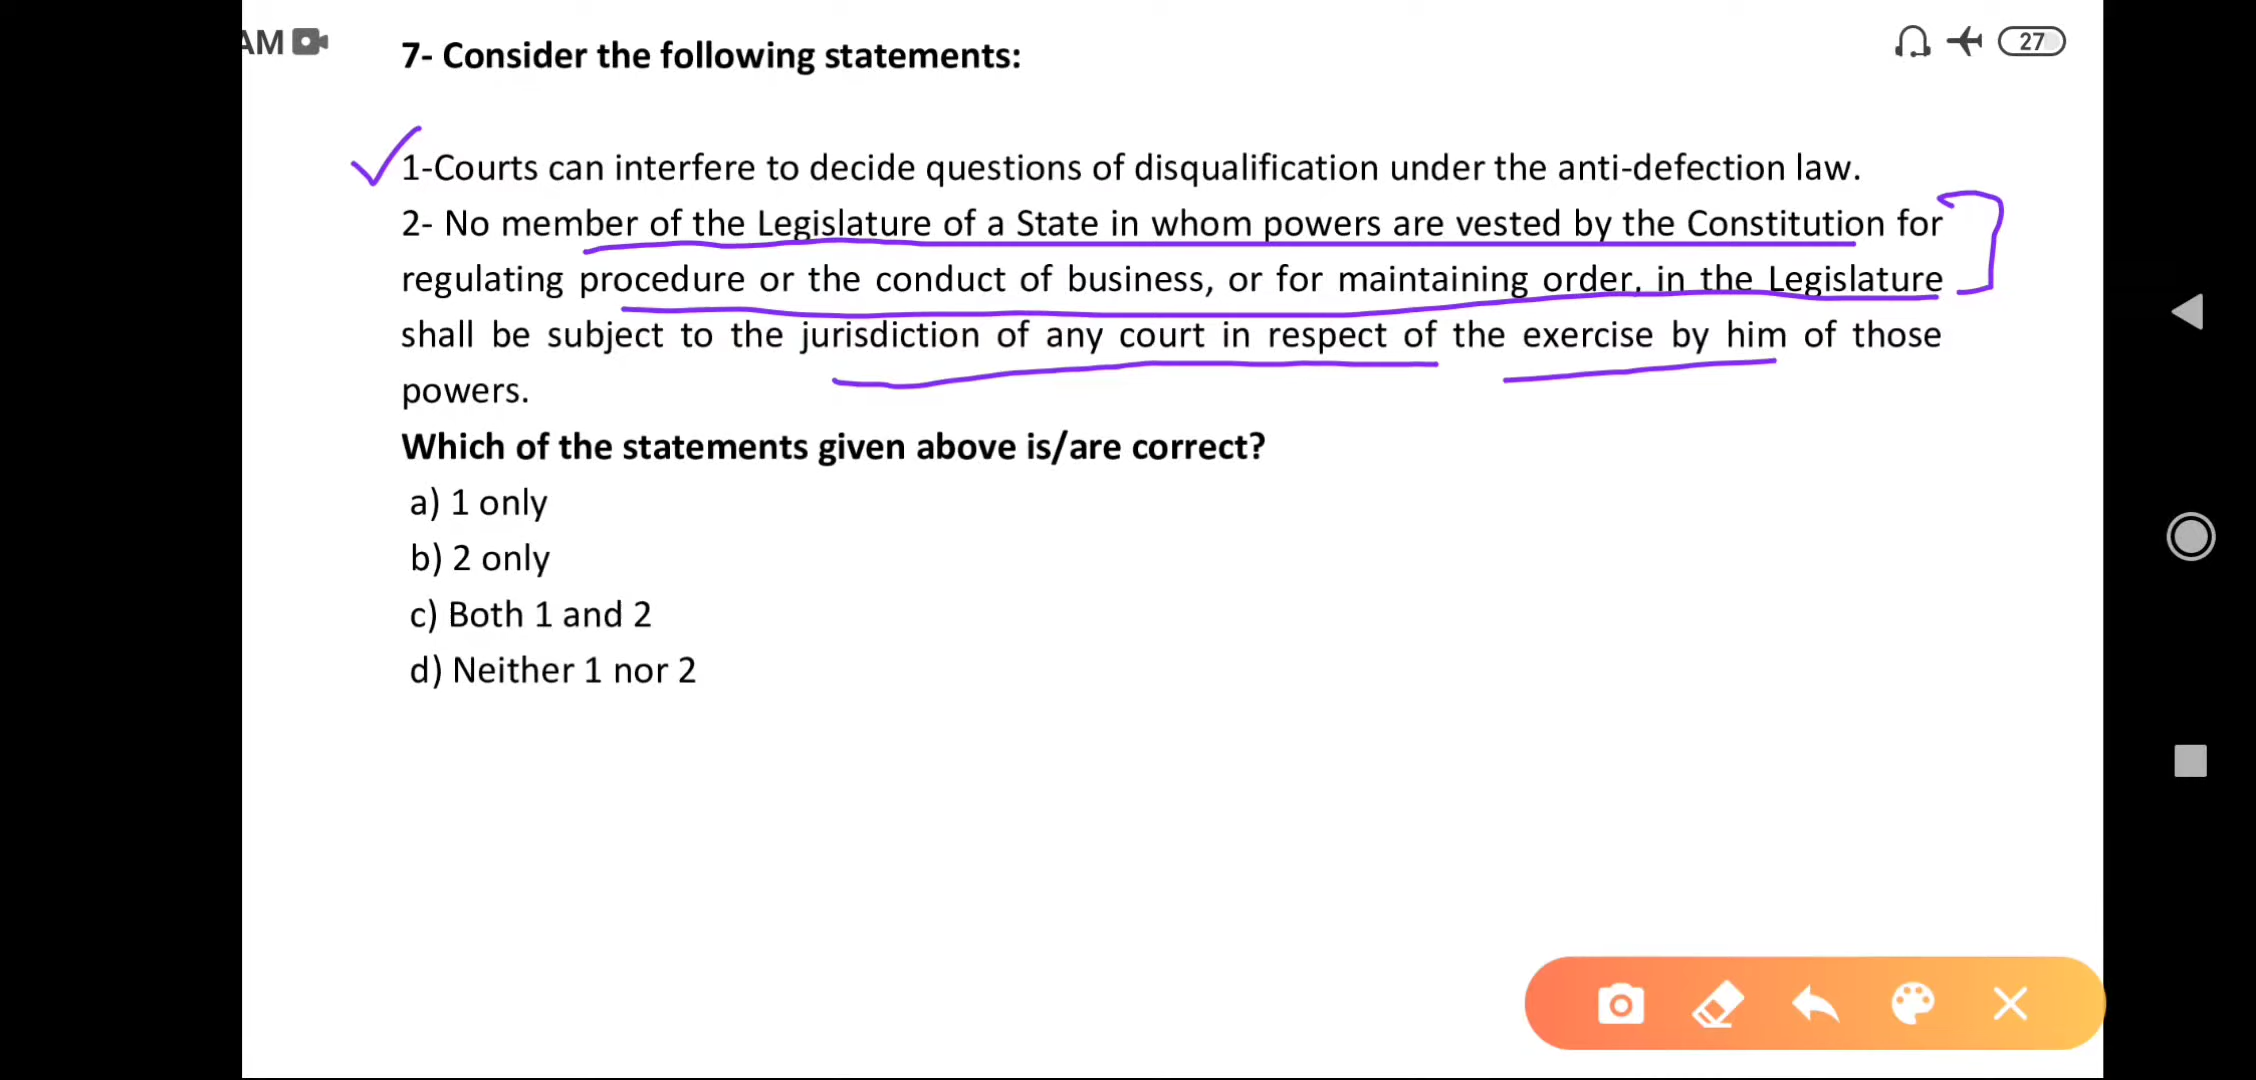 AM
27
7- Consider the following statements:
1-Courts can interfere to decide questions of disqualification under the anti-defection law.
2- No member of the Legislature of a State in whom powers are vested by the Constitution for
regulating procedure or the conduct of business, or for maintaining order, in the Legislature
shall be subject to the jurisdiction of any court in respect of the exercise by him of those
powers.
Which of the statements given above is/are correct?
a) 1 only
b) 2 only
c) Both 1 and 2
d) Neither 1 nor 2